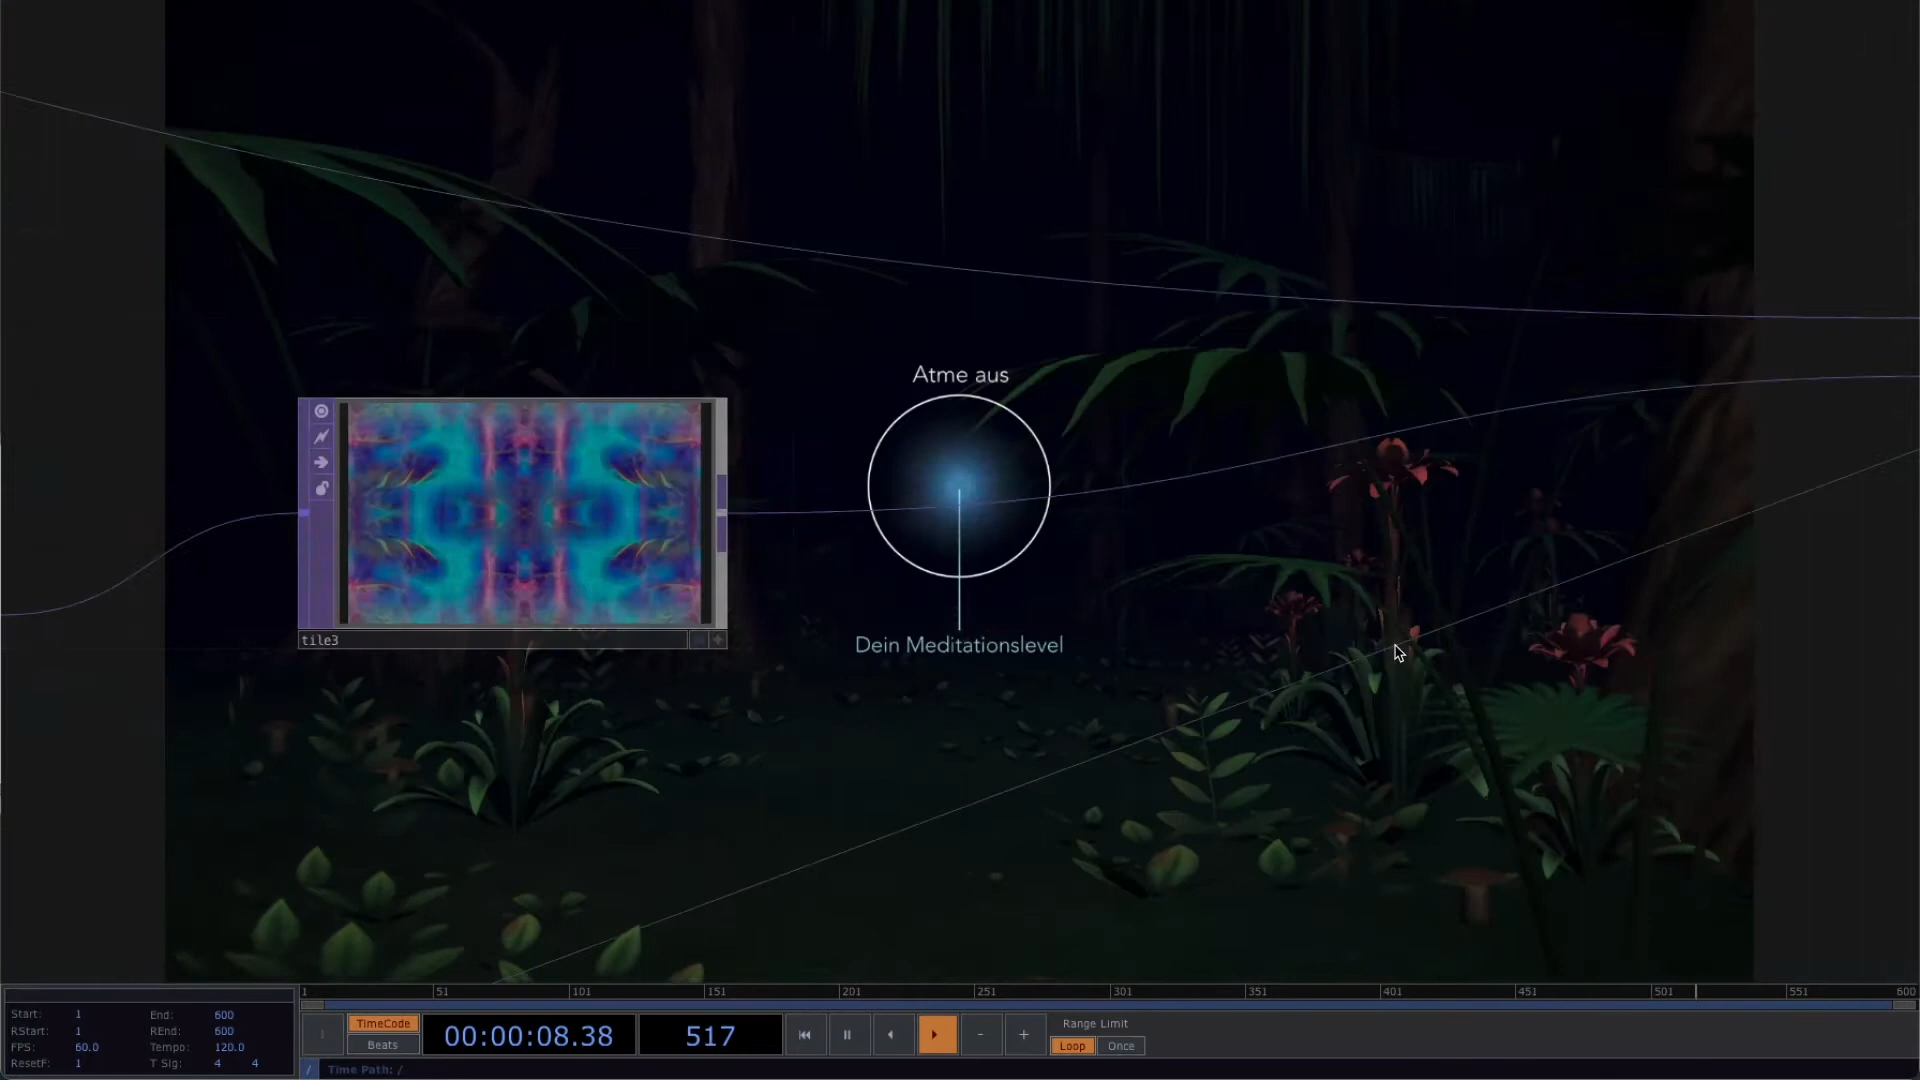 Atme aus
Dein Meditationslevel
tile3
1 51 101 151 201 251 301 351 401 451 501 551 600
Start: 1 End: 600
RStart: 1 REnd: 600
FPS: 60.0 Tempo: 120.0
ResetF: 1 T Sig: 4 4
TimeCode
Beats
00:00:08.38
517
- +
Range Limit
Loop Once
/ Time Path: /